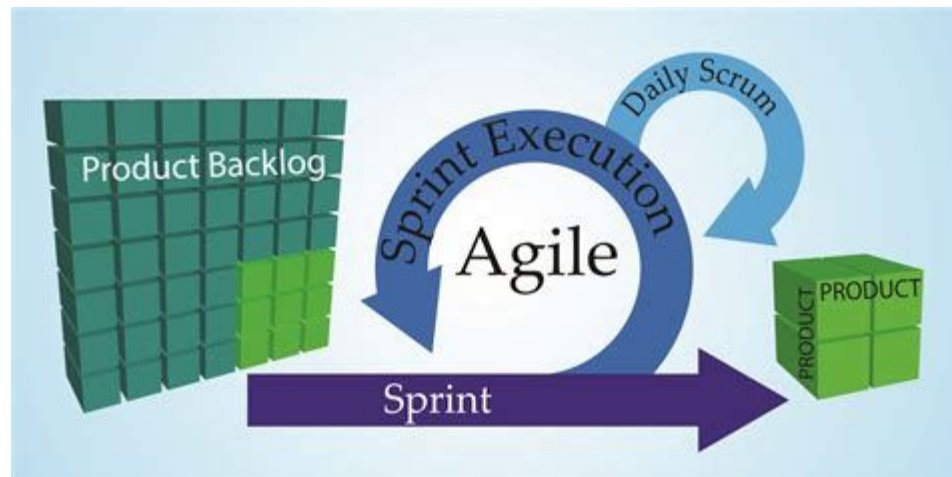 Product Backlog
Sprint Execution
Daily Scrum
Agile
PRODUCT
PRODUCT
Sprint